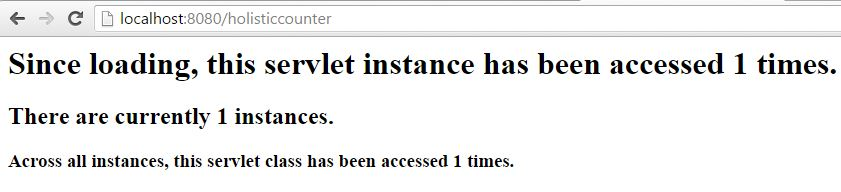 localhost:8080/holisticcounter
Since loading, this servlet instance has been accessed 1 times.
There are currently 1 instances.
Across all instances, this servlet class has been accessed 1 times.